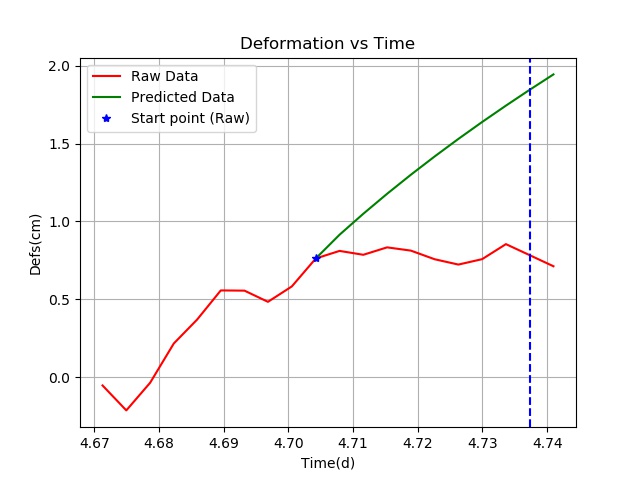 Deformation vs Time
Raw Data
Predicted Data
Start point (Raw)
Defs(cm)
2.0
1.5
1.0
0.5
0.0
4.67 4.68 4.69 4.70 4.71 4.72 4.73 4.74
Time(d)